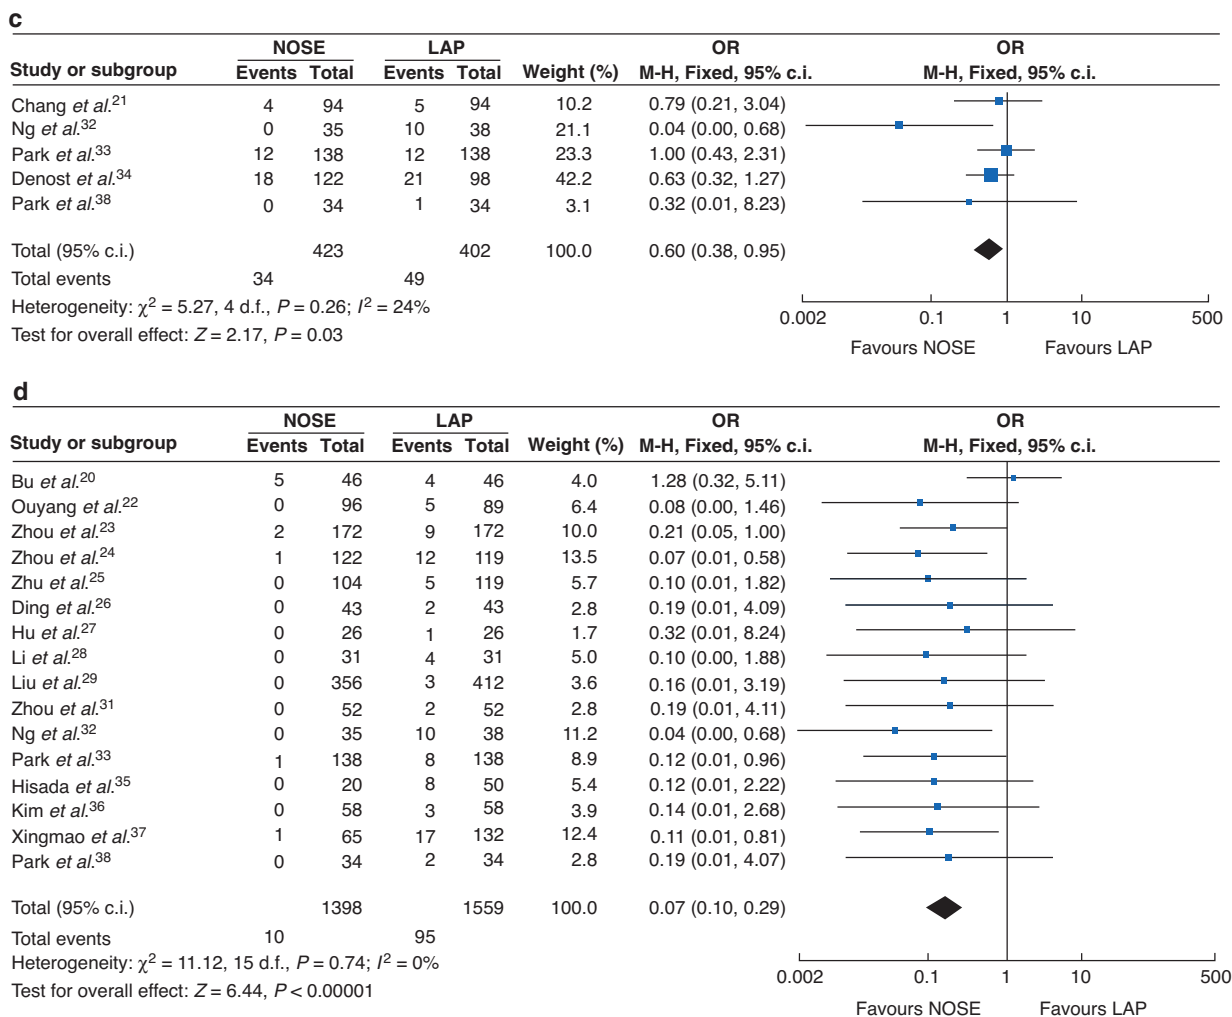 c
NOSE LAP OR OR
Study or subgroup Events Total Events Total Weight (%) M-H, Fixed, 95% c.i. M-H, Fixed, 95% c.i.
Chang et al.21 4 94 5 94 10.2 0.79 (0.21, 3.04)
Ng et al.32 0 35 10 38 21.1 0.04 (0.00, 0.68)
Park et al.33 12 138 12 138 23.3 1.00 (0.43, 2.31)
Denost et al.34 18 122 21 98 42.2 0.63 (0.32, 1.27)
Park et al.38 0 34 1 34 3.1 0.32 (0.01, 8.23)
Total (95% c.i.) 423 402 100.0 0.60 (0.38, 0.95)
Total events 34 49
Heterogeneity: χ2 = 5.27, 4 d.f., P = 0.26; I2 = 24%
Test for overall effect: Z = 2.17, P = 0.03
0.002 0.1 1 10 500
Favours NOSE Favours LAP
d
NOSE LAP OR OR
Study or subgroup Events Total Events Total Weight (%) M-H, Fixed, 95% c.i. M-H, Fixed, 95% c.i.
Bu et al.20 5 46 4 46 4.0 1.28 (0.32, 5.11)
Ouyang et al.22 0 96 5 89 6.4 0.08 (0.00, 1.46)
Zhou et al.23 2 172 9 172 10.0 0.21 (0.05, 1.00)
Zhou et al.24 1 122 12 119 13.5 0.07 (0.01, 0.58)
Zhu et al.25 0 104 5 119 5.7 0.10 (0.01, 1.82)
Ding et al.26 0 43 2 43 2.8 0.19 (0.01, 4.09)
Hu et al.27 0 26 1 26 1.7 0.32 (0.01, 8.24)
Li et al.28 0 31 4 31 5.0 0.10 (0.00, 1.88)
Liu et al.29 0 356 3 412 3.6 0.16 (0.01, 3.19)
Zhou et al.31 0 52 2 52 2.8 0.19 (0.01, 4.11)
Ng et al.32 0 35 10 38 11.2 0.04 (0.00, 0.68)
Park et al.33 1 138 8 138 8.9 0.12 (0.01, 0.96)
Hisada et al.35 0 20 8 50 5.4 0.12 (0.01, 2.22)
Kim et al.36 0 58 3 58 3.9 0.14 (0.01, 2.68)
Xingmao et al.37 1 65 17 132 12.4 0.11 (0.01, 0.81)
Park et al.38 0 34 2 34 2.8 0.19 (0.01, 4.07)
Total (95% c.i.) 1398 1559 100.0 0.07 (0.10, 0.29)
Total events 10 95
Heterogeneity: χ2 = 11.12, 15 d.f., P = 0.74; I2 = 0%
Test for overall effect: Z = 6.44, P < 0.00001
0.002 0.1 1 10 500
Favours NOSE Favours LAP